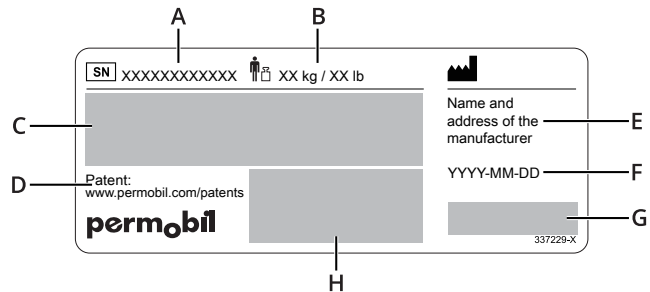 A
B
SN XXXXXXXXXXXX XX kg / XX lb
C
Name and
address of the
manufacturer
E
D
Patent:
www.permobil.com/patents
YYYY-MM-DD
F
permobil
G
337229-X
H